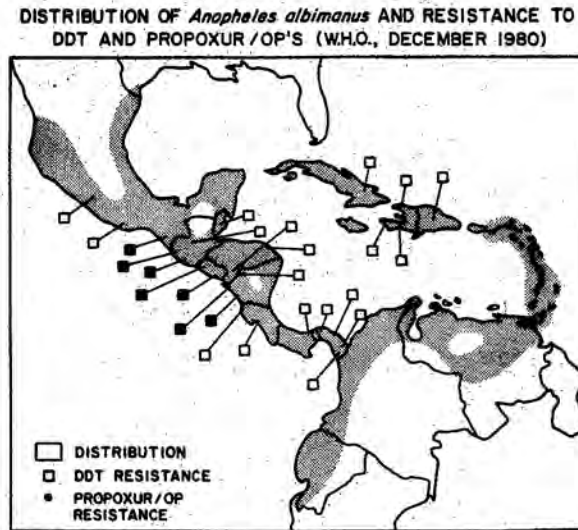 DISTRIBUTION OF Anopheles albimanus AND RESISTANCE TO
DDT AND PROPOXUR/OP'S (W.H.O., DECEMBER 1980)
DISTRIBUTION
DDT RESISTANCE
PROPOXUR/OP
RESISTANCE